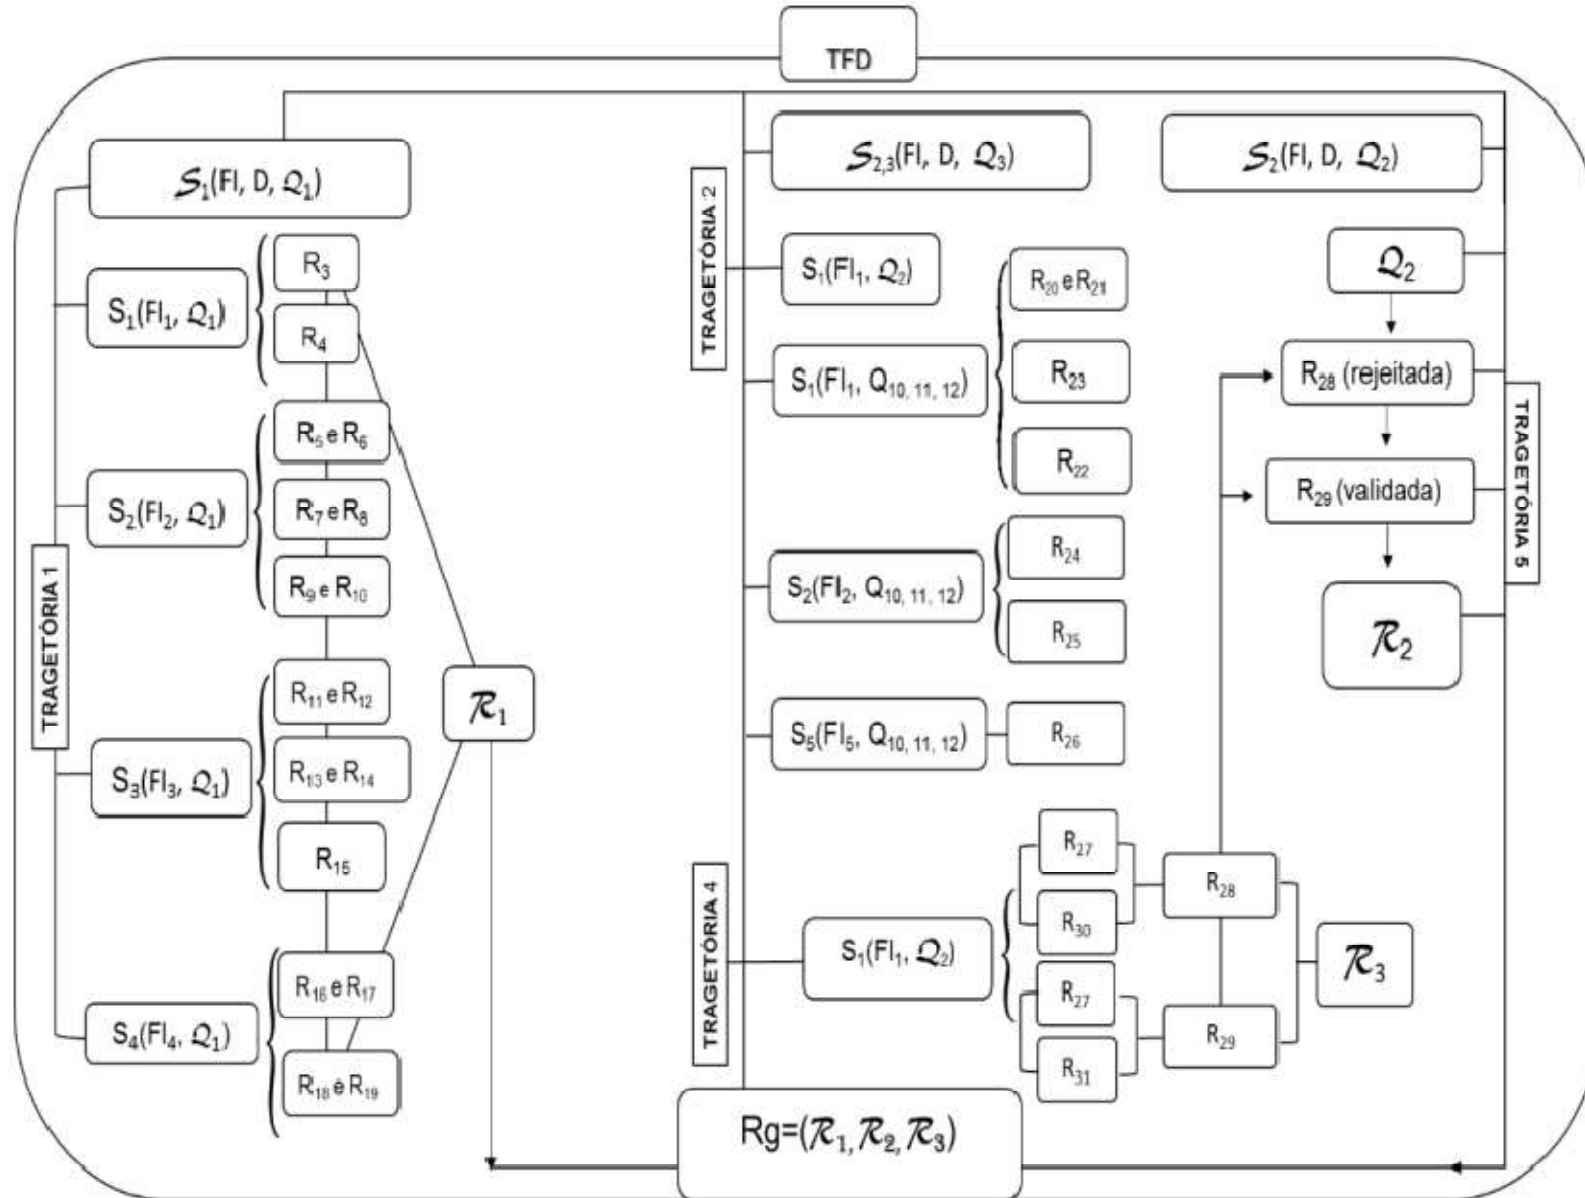 TFD
𝒮₁(FI, D, 𝒬₁)
TRAGETÓRIA 1
S₁(FI₁, 𝒬₁)
R₃
R₄
S₂(FI₂, 𝒬₁)
R₅ e R₆
R₇ e R₈
R₉ e R₁₀
S₃(FI₃, 𝒬₁)
R₁₁ e R₁₂
R₁₃ e R₁₄
R₁₅
S₄(FI₄, 𝒬₁)
R₁₆ e R₁₇
R₁₈ e R₁₉
ℛ₁
TRAGETÓRIA 2
𝒮₂,₃(FI, D, 𝒬₃)
S₁(FI₁, 𝒬₂)
S₁(FI₁, Q₁₀, ₁₁, ₁₂)
R₂₀ e R₂₁
R₂₃
R₂₂
S₂(FI₂, Q₁₀, ₁₁, ₁₂)
R₂₄
R₂₅
S₅(FI₅, Q₁₀, ₁₁, ₁₂)
R₂₆
TRAGETÓRIA 4
S₁(FI₁, 𝒬₂)
R₂₇
R₃₀
R₂₇
R₃₁
R₂₈
R₂₉
ℛ₃
𝒮₂(FI, D, 𝒬₂)
TRAGETÓRIA 5
𝒬₂
R₂₈ (rejeitada)
R₂₉ (validada)
ℛ₂
Rg=(ℛ₁, ℛ₂, ℛ₃)